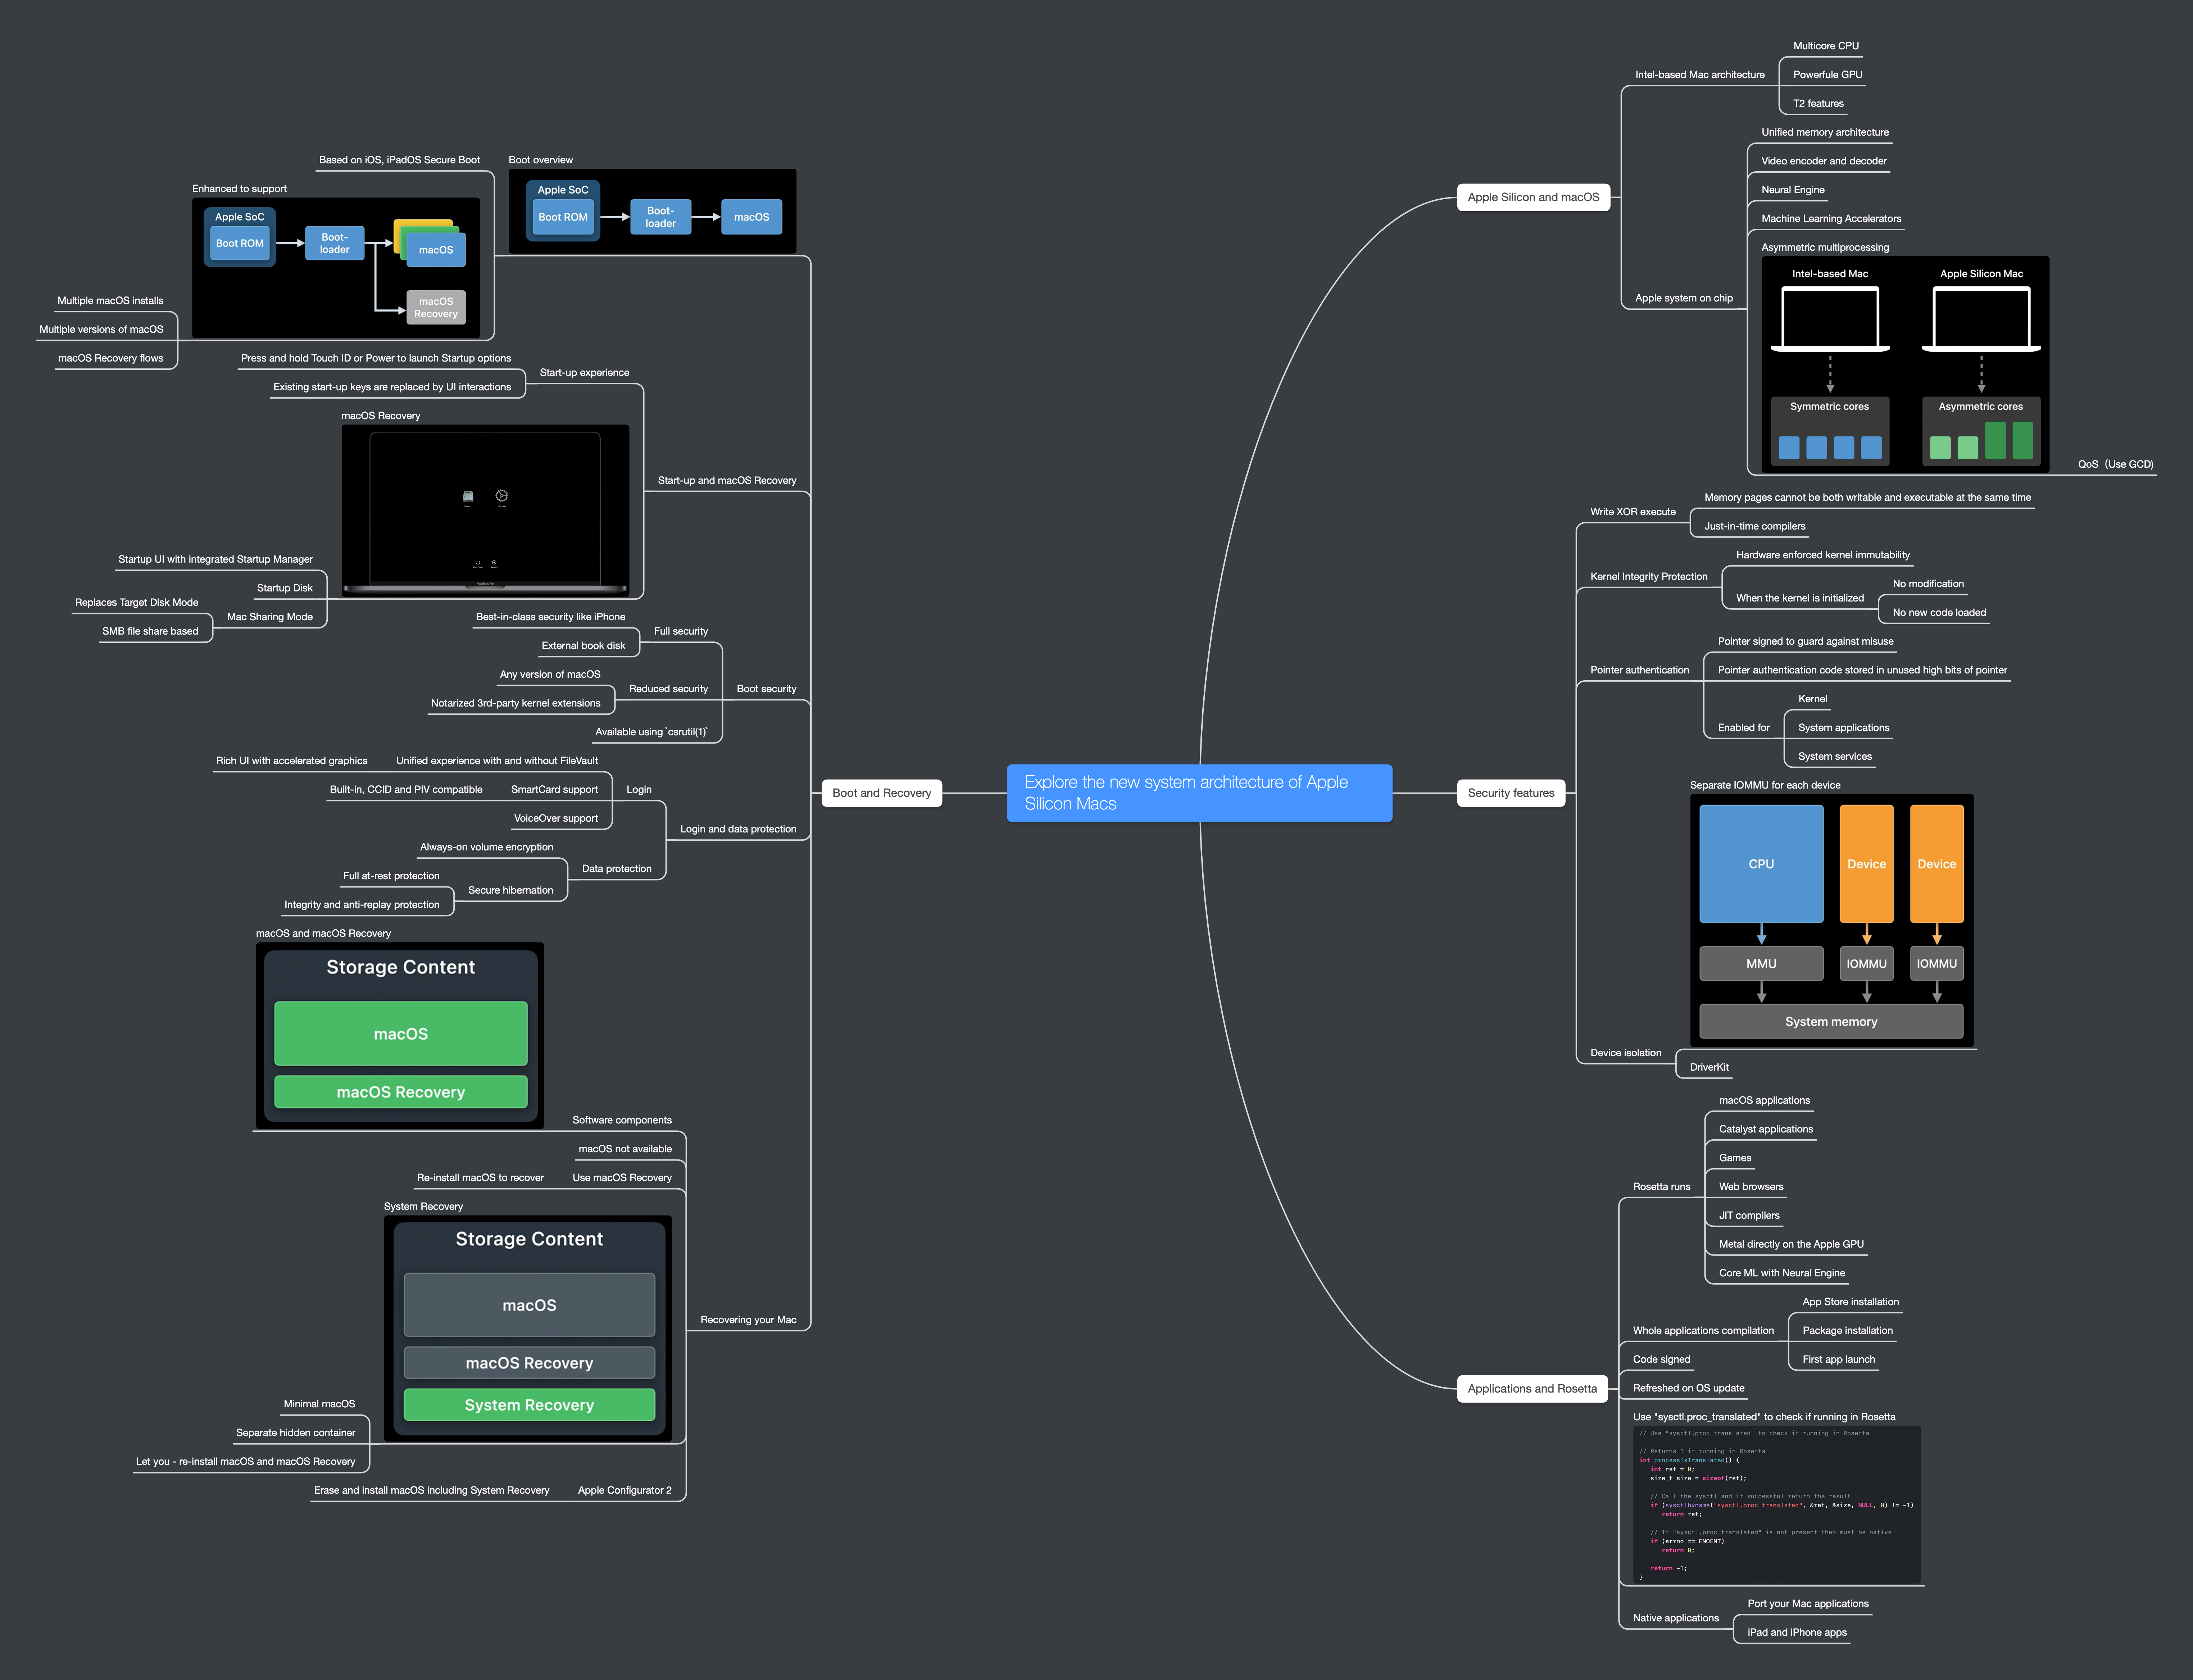 Explore the new system architecture of Apple
Silicon Macs
Apple Silicon and macOS
Intel-based Mac architecture
Multicore CPU
Powerfule GPU
T2 features
Apple system on chip
Unified memory architecture
Video encoder and decoder
Neural Engine
Machine Learning Accelerators
Asymmetric multiprocessing
Intel-based Mac
Apple Silicon Mac
Symmetric cores
Asymmetric cores
QoS（Use GCD)
Security features
Write XOR execute
Memory pages cannot be both writable and executable at the same time
Just-in-time compilers
Kernel Integrity Protection
Hardware enforced kernel immutability
When the kernel is initialized
No modification
No new code loaded
Pointer authentication
Pointer signed to guard against misuse
Pointer authentication code stored in unused high bits of pointer
Enabled for
Kernel
System applications
System services
Device isolation
Separate IOMMU for each device
CPU
Device
Device
MMU
IOMMU
IOMMU
System memory
DriverKit
Applications and Rosetta
Rosetta runs
macOS applications
Catalyst applications
Games
Web browsers
JIT compilers
Metal directly on the Apple GPU
Core ML with Neural Engine
Whole applications compilation
App Store installation
Package installation
First app launch
Code signed
Refreshed on OS update
Use "sysctl.proc_translated" to check if running in Rosetta
// Use "sysctl.proc_translated" to check if running in Rosetta
// Returns 1 if running in Rosetta
int processIsTranslated() {
int ret = 0;
size_t size = sizeof(ret);
// Call the sysctl and if successful return the result
if (sysctlbyname("sysctl.proc_translated", &ret, &size, NULL, 0) != -1)
return ret;
// If "sysctl.proc_translated" is not present then must be native
if (errno == ENOENT)
return 0;
return -1;
}
Native applications
Port your Mac applications
iPad and iPhone apps
Boot and Recovery
Boot overview
Apple SoC
Boot ROM
Boot-
loader
macOS
Based on iOS, iPadOS Secure Boot
Enhanced to support
Apple SoC
Boot ROM
Boot-
loader
macOS
macOS
Recovery
Multiple macOS installs
Multiple versions of macOS
macOS Recovery flows
Start-up and macOS Recovery
Start-up experience
Press and hold Touch ID or Power to launch Startup options
Existing start-up keys are replaced by UI interactions
macOS Recovery
Startup UI with integrated Startup Manager
Startup Disk
Mac Sharing Mode
Replaces Target Disk Mode
SMB file share based
Boot security
Full security
Best-in-class security like iPhone
External book disk
Reduced security
Any version of macOS
Notarized 3rd-party kernel extensions
Available using `csrutil(1)`
Login and data protection
Login
Unified experience with and without FileVault
Rich UI with accelerated graphics
SmartCard support
Built-in, CCID and PIV compatible
VoiceOver support
Data protection
Always-on volume encryption
Secure hibernation
Full at-rest protection
Integrity and anti-replay protection
Recovering your Mac
Software components
macOS and macOS Recovery
Storage Content
macOS
macOS Recovery
macOS not available
Use macOS Recovery
Re-install macOS to recover
System Recovery
Storage Content
macOS
macOS Recovery
System Recovery
Minimal macOS
Separate hidden container
Let you - re-install macOS and macOS Recovery
Apple Configurator 2
Erase and install macOS including System Recovery